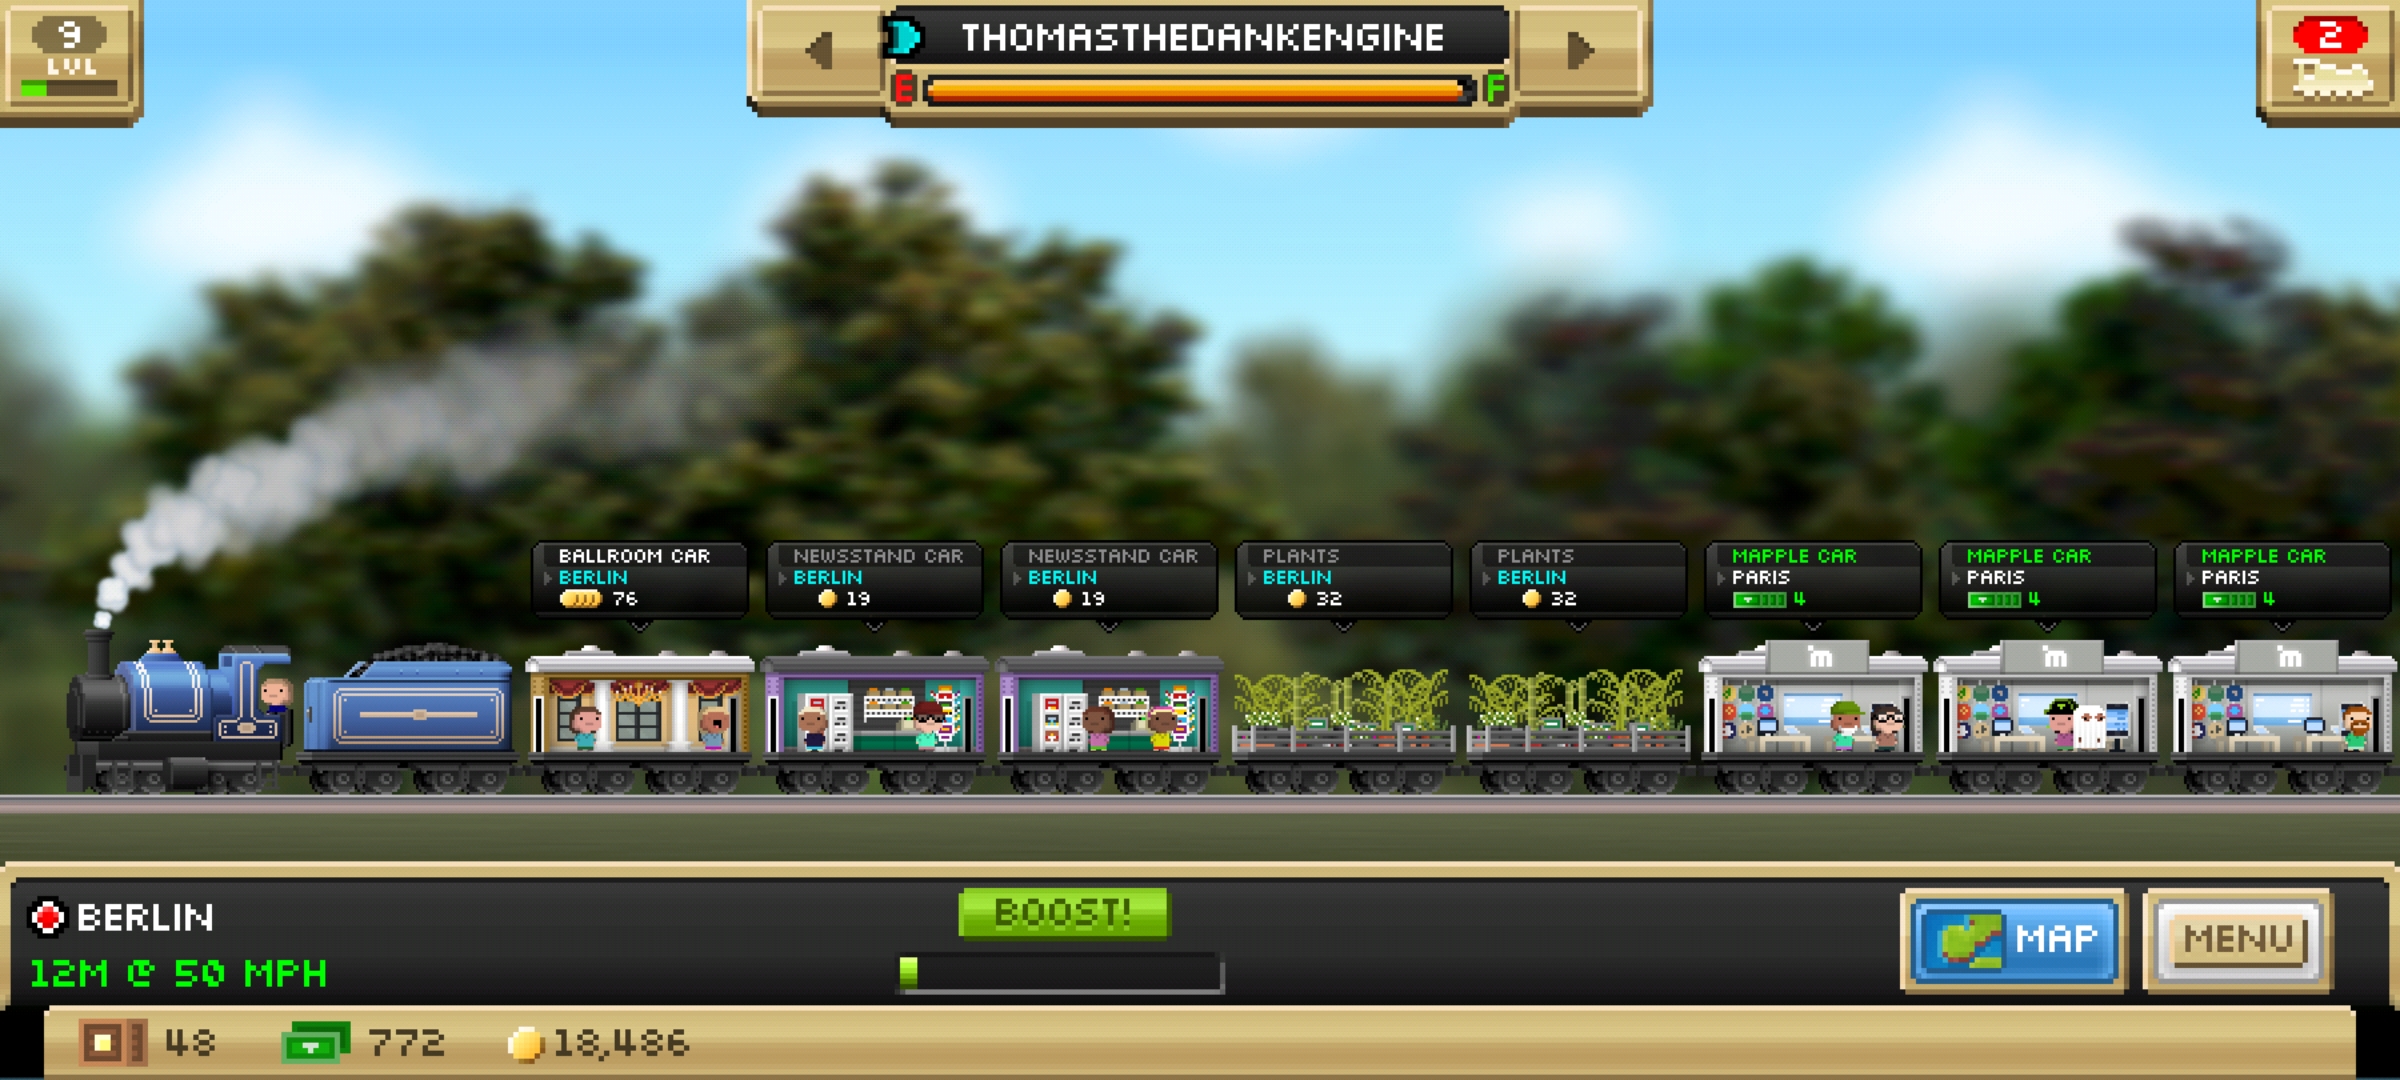 9
LVL
THOMASTHEDANKENGINE
E
F
2
BALLROOM CAR
BERLIN
76
NEWSSTAND CAR
BERLIN
19
NEWSSTAND CAR
BERLIN
19
PLANTS
BERLIN
32
PLANTS
BERLIN
32
MAPPLE CAR
PARIS
4
MAPPLE CAR
PARIS
4
MAPPLE CAR
PARIS
4
m
m
m
BERLIN
12M @ 50 MPH
BOOST!
MAP
MENU
48
772
18,486